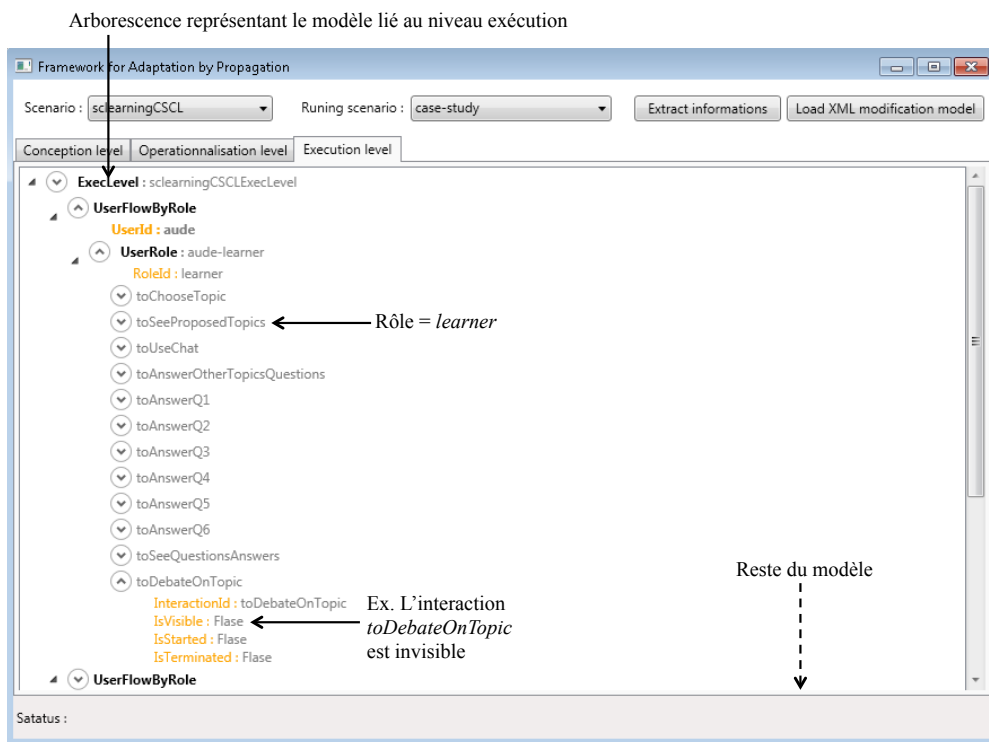 Arborescence représentant le modèle lié au niveau exécution
Framework for Adaptation by Propagation
Scenario : sclearningCSCL Runing scenario : case-study Extract informations Load XML modification model
Conception level Operationnalisation level Execution level
ExecLevel : sclearningCSCLExecLevel
UserFlowByRole
UserId : aude
UserRole : aude-learner
RoleId : learner
toChooseTopic
toSeeProposedTopics Rôle = learner
toUseChat
toAnswerOtherTopicsQuestions
toAnswerQ1
toAnswerQ2
toAnswerQ3
toAnswerQ4
toAnswerQ5
toAnswerQ6
toSeeQuestionsAnswers
Reste du modèle
toDebateOnTopic
InteractionId : toDebateOnTopic Ex. L’interaction
IsVisible : Flase toDebateOnTopic
IsStarted : Flase est invisible
IsTerminated : Flase
UserFlowByRole
Satatus :